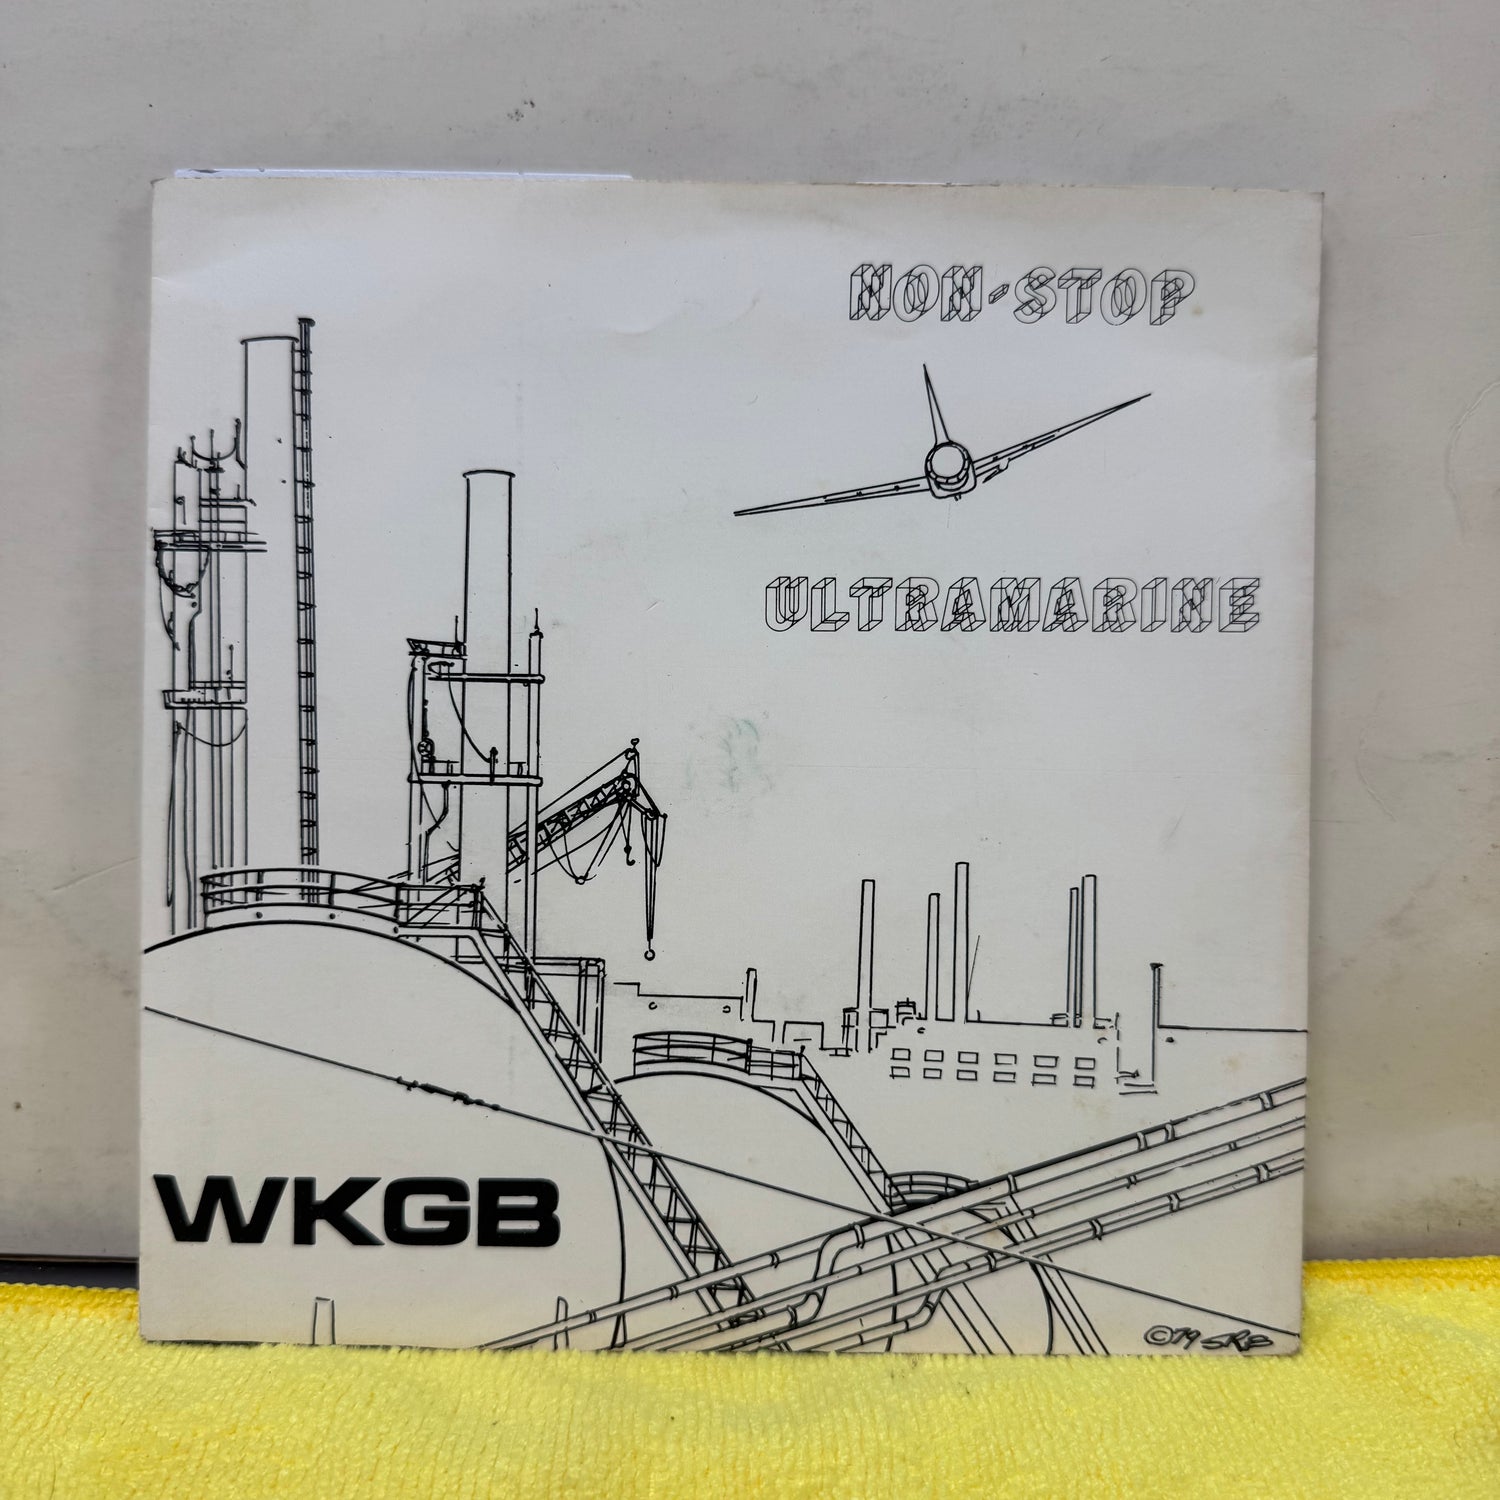 NON-STOP
ULTRAMARINE
WKGB
©79 SRB